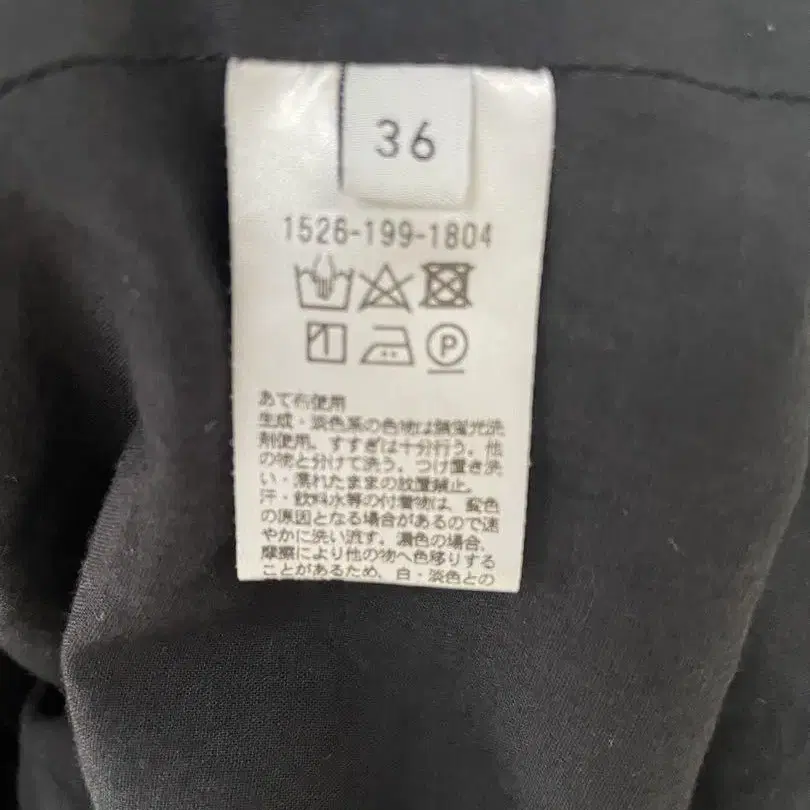 36
1526-199-1804
P
あて布使用
生成・淡色系の色物は無蛍光洗
剤使用。すすぎは十分行う。他
の物と分けて洗う。つけ置き洗
い・濡れたままの放置禁止。
汗・飲料水等の付着物は、変色
の原因となる場合があるので速
やかに洗い流す。濃色の場合、
摩擦により他の物へ色移りする
ことがあるため、白・淡色との